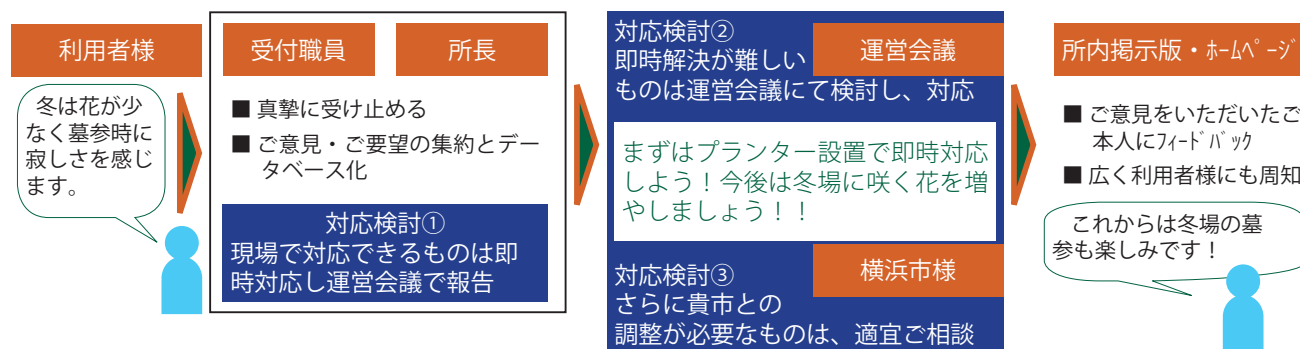 利用者様
冬は花が少
なく墓参時に
寂しさを感じ
ます。
受付職員
所長
■ 真摯に受け止める
■ ご意見・ご要望の集約とデー
タベース化
対応検討①
現場で対応できるものは即
時対応し運営会議で報告
対応検討②
即時解決が難しい
ものは運営会議にて検討し、対応
運営会議
まずはプランター設置で即時対応
しよう！今後は冬場に咲く花を増
やしましょう！！
対応検討③
さらに貴市との
調整が必要なものは、適宜ご相談
横浜市様
所内掲示版・ﾎｰﾑﾍﾟｰｼﾞ
■ ご意見をいただいたご
本人にﾌｨｰﾄﾞﾊﾞｯｸ
■ 広く利用者様にも周知
これからは冬場の墓
参も楽しみです！